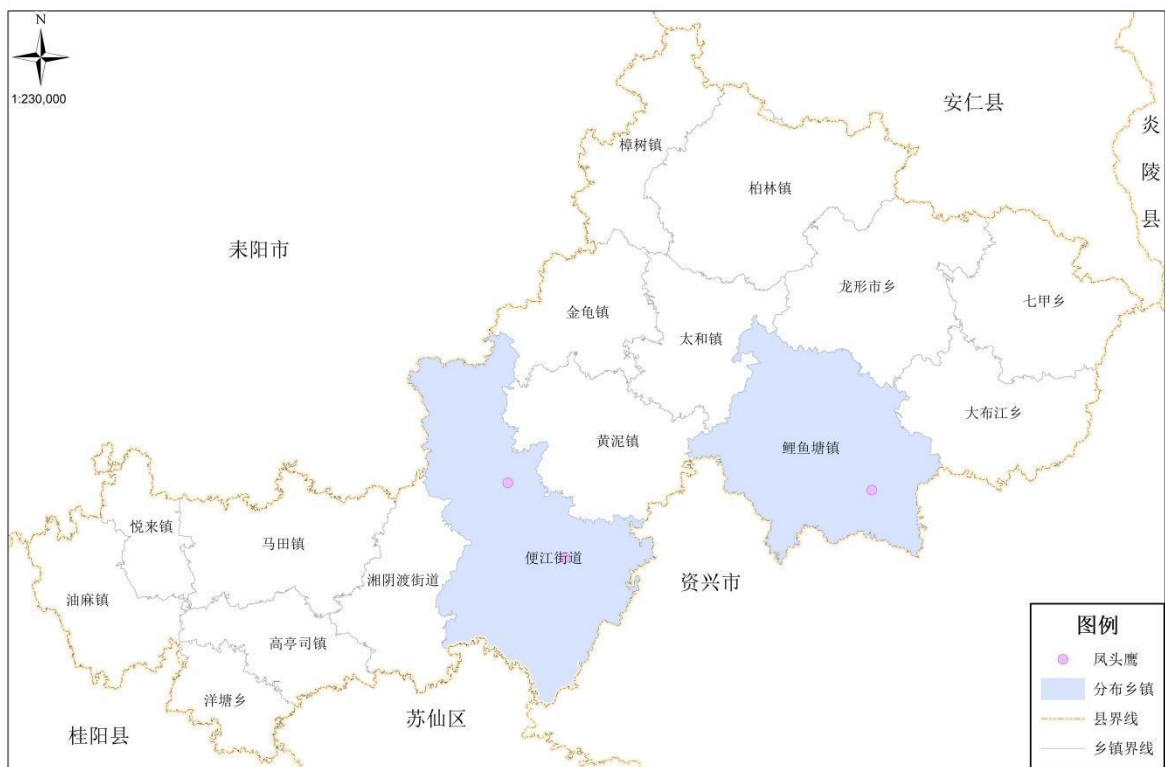 N
1:230,000
安仁县
炎陵县
樟树镇
柏林镇
耒阳市
龙形市乡
七甲乡
金龟镇
太和镇
大布江乡
黄泥镇
鲤鱼塘镇
悦来镇
马田镇
便江街道
湘阴渡街道
资兴市
油麻镇
高亭司镇
洋塘乡
苏仙区
桂阳县
图例
凤头鹰
分布乡镇
县界线
乡镇界线